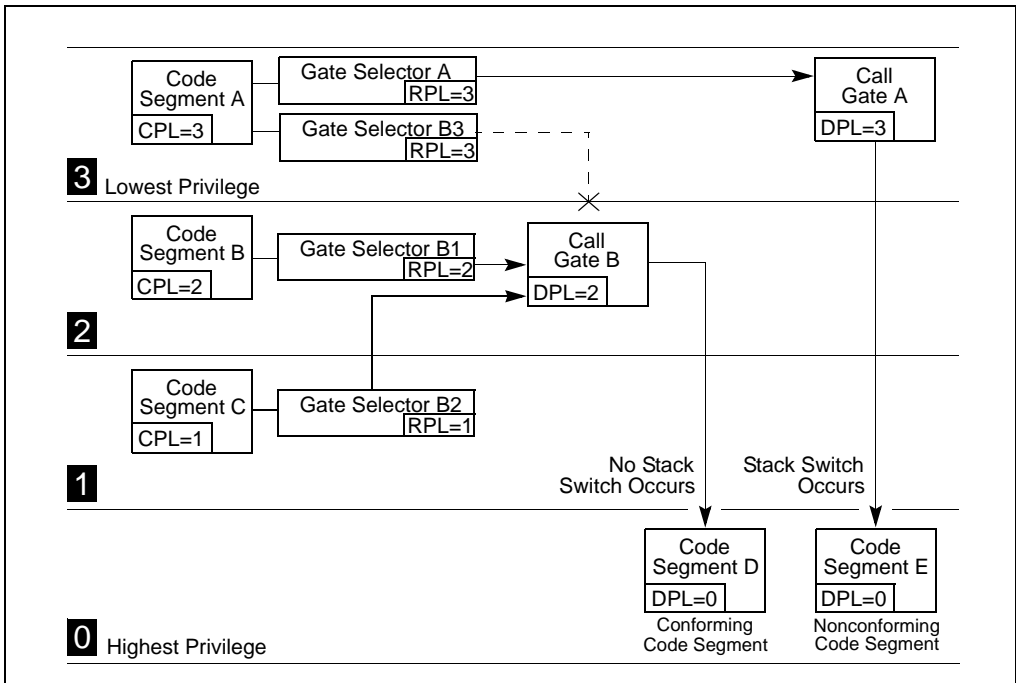 Code
Segment A
CPL=3
Gate Selector A
RPL=3
Gate Selector B3
RPL=3
Call
Gate A
DPL=3
3 Lowest Privilege
Code
Segment B
CPL=2
Gate Selector B1
RPL=2
Call
Gate B
DPL=2
2
Code
Segment C
CPL=1
Gate Selector B2
RPL=1
No Stack
Switch Occurs
Stack Switch
Occurs
1
Code
Segment D
DPL=0
Conforming
Code Segment
Code
Segment E
DPL=0
Nonconforming
Code Segment
0 Highest Privilege